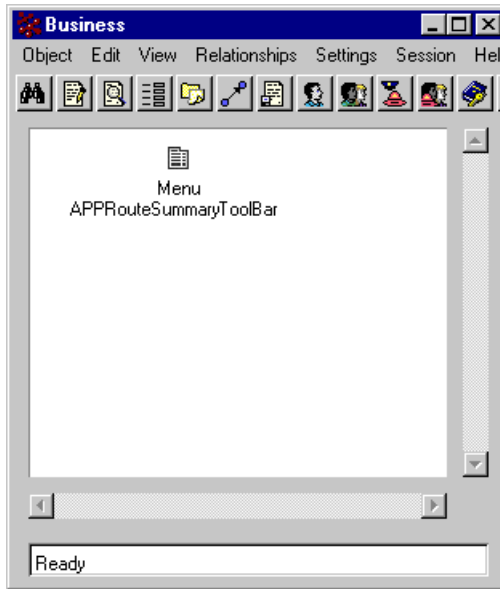 Business
Object Edit View Relationships Settings Session Hel
Menu
APPRouteSummaryToolBar
Ready